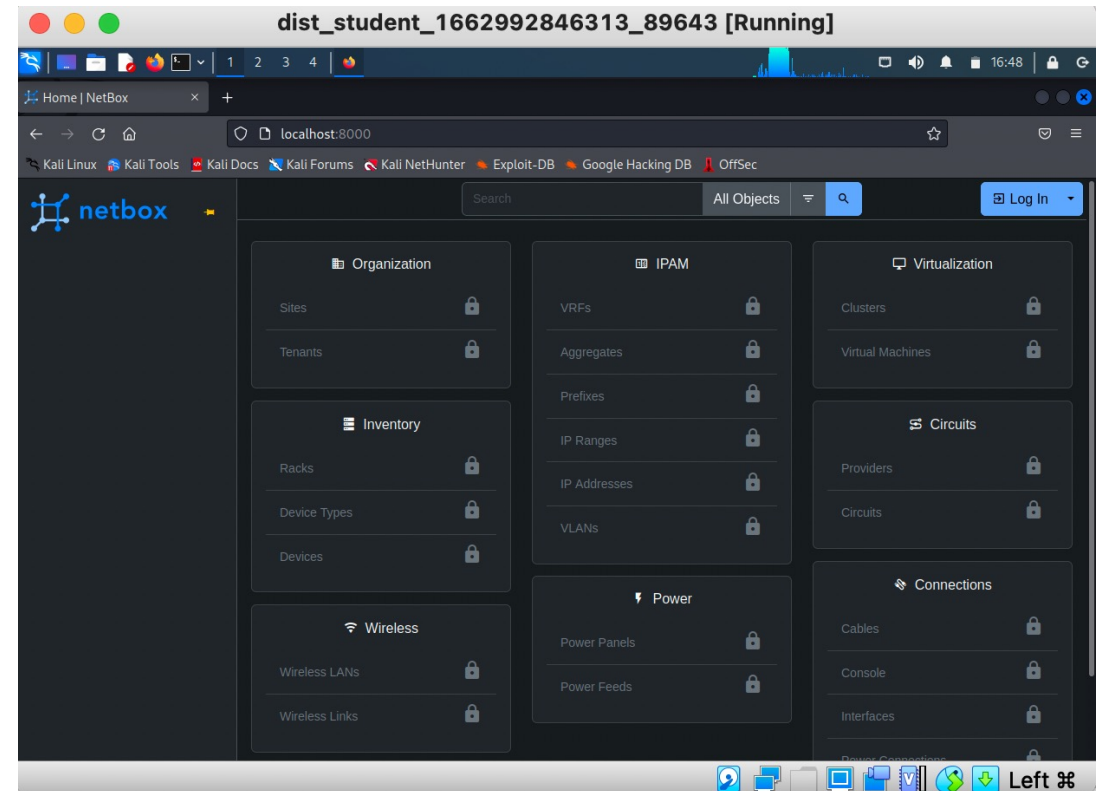 dist_student_1662992846313_89643 [Running]
1 2 3 4 16:48
Home | NetBox
localhost:8000
Kali Linux Kali Tools Kali Docs Kali Forums Kali NetHunter Exploit-DB Google Hacking DB OffSec
netbox
Search All Objects Log In
Organization
Sites
Tenants
Inventory
Racks
Device Types
Devices
Wireless
Wireless LANs
Wireless Links
IPAM
VRFs
Aggregates
Prefixes
IP Ranges
IP Addresses
VLANs
Power
Power Panels
Power Feeds
Virtualization
Clusters
Virtual Machines
Circuits
Providers
Circuits
Connections
Cables
Console
Interfaces
Power Connections
Left ⌘